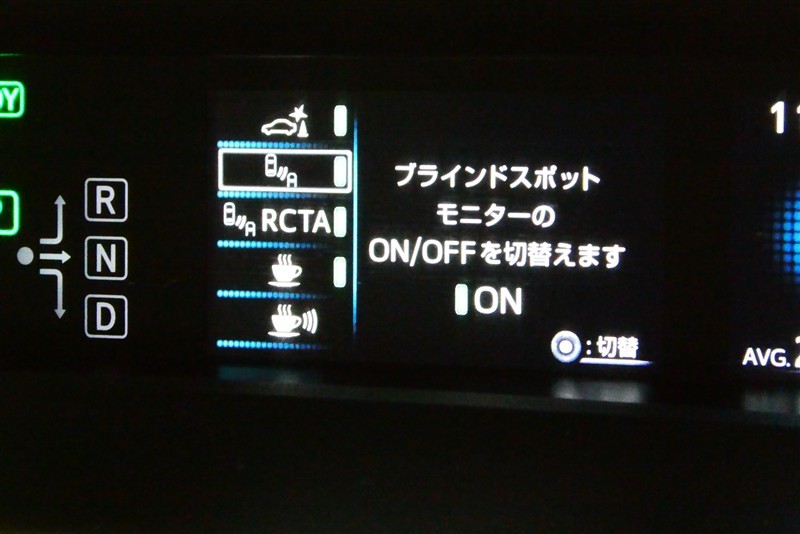 R
N
D
RCTA
ブラインドスポット
モニターの
ON/OFFを切替えます
ON
:切替
AVG.